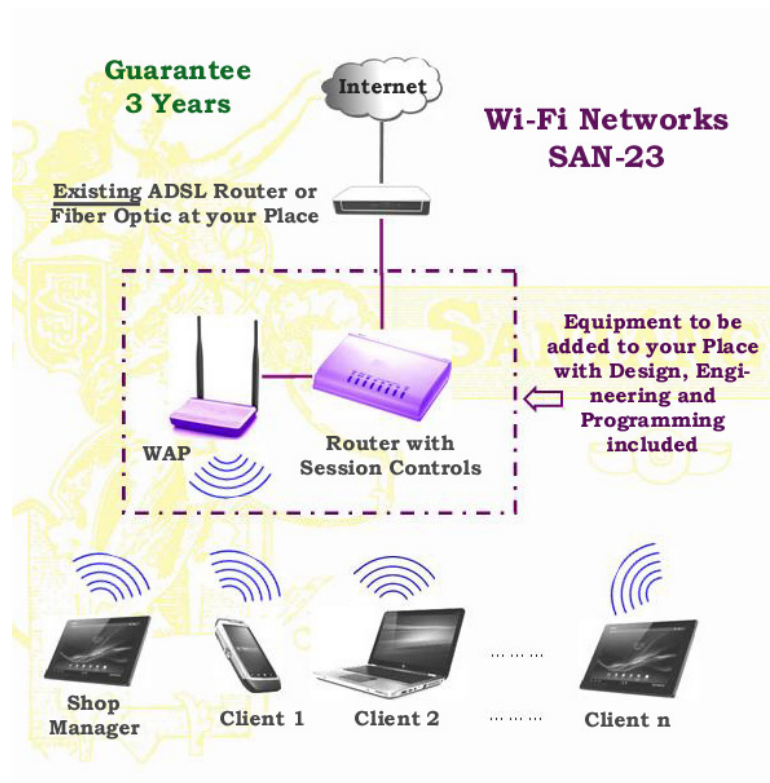 Guarantee
3 Years
Internet
Wi-Fi Networks
SAN-23
Existing ADSL Router or
Fiber Optic at your Place
Equipment to be
added to your Place
with Design, Engi-
neering and
Programming
included
WAP
Router with
Session Controls
Shop
Manager
Client 1
Client 2
... ... ...
... ... ...
Client n